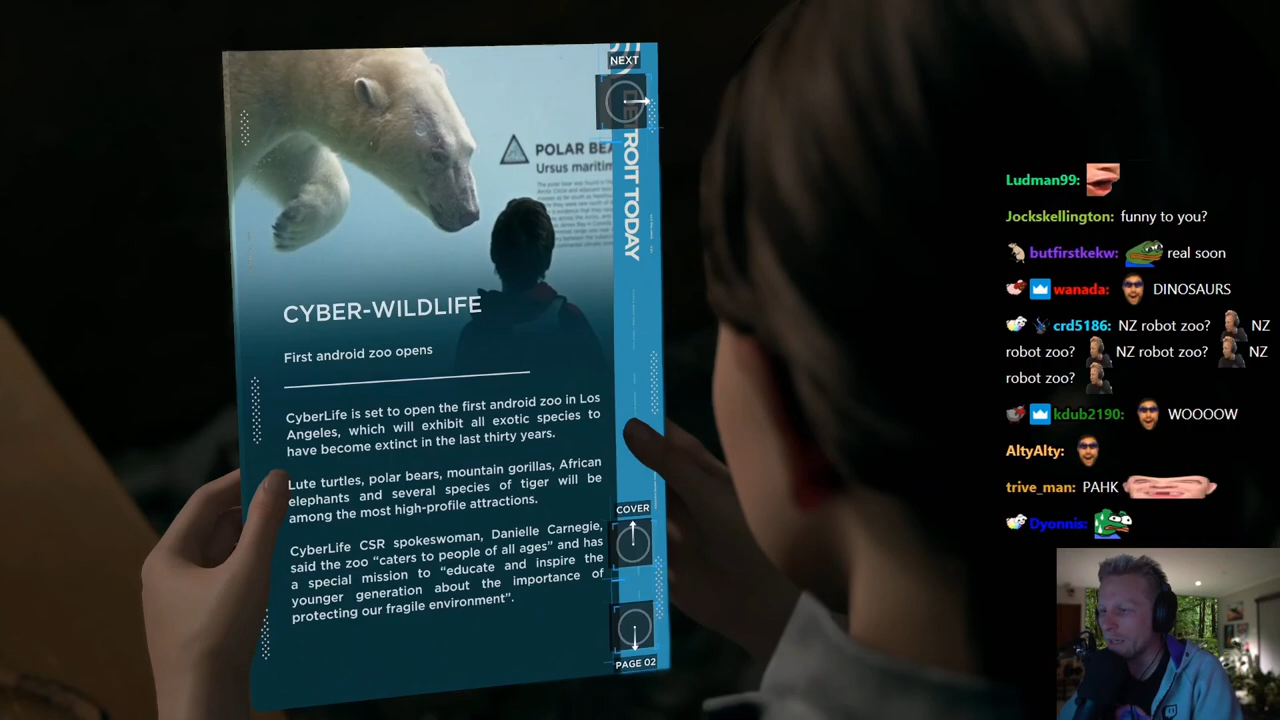 NEXT
DETROIT TODAY
POLAR BEA
Ursus maritim
CYBER-WILDLIFE
First android zoo opens
CyberLife is set to open the first android zoo in Los
Angeles, which will exhibit all exotic species to
have become extinct in the last thirty years.
Lute turtles, polar bears, mountain gorillas, African
elephants and several species of tiger will be
among the most high-profile attractions.
CyberLife CSR spokeswoman, Danielle Carnegie,
said the zoo “caters to people of all ages” and has
a special mission to “educate and inspire the
younger generation about the importance of
protecting our fragile environment”.
COVER
PAGE 02
Ludman99:
Jockskellington: funny to you?
butfirstkekw: real soon
wanada: DINOSAURS
crd5186: NZ robot zoo? NZ
robot zoo? NZ robot zoo? NZ
robot zoo?
kdub2190: WOOOOW
AltyAlty:
trive_man: PAHK
Dyonnis: